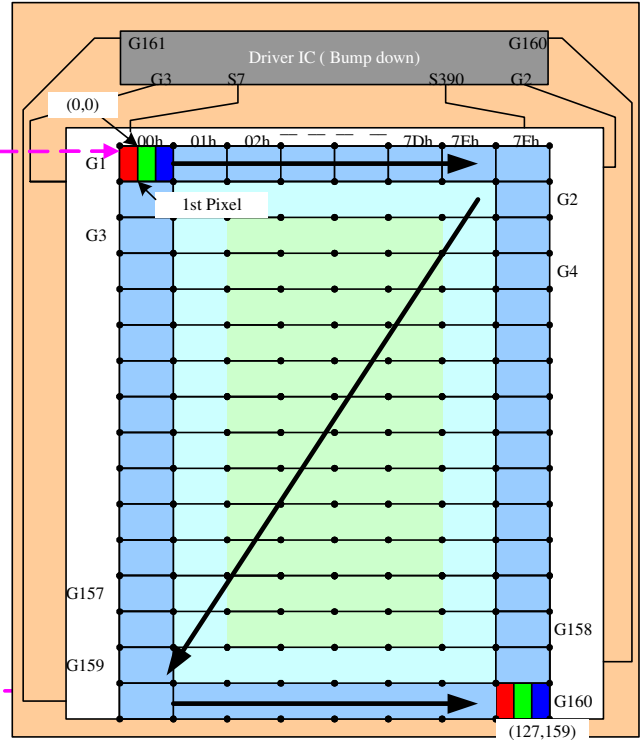 G161 G160
Driver IC ( Bump down)
G3 S7 S390 G2
(0,0)
00h 01h 02h 7Dh 7Eh 7Fh
G1
1st Pixel
G2
G3
G4
G157
G158
G159
G160
(127,159)